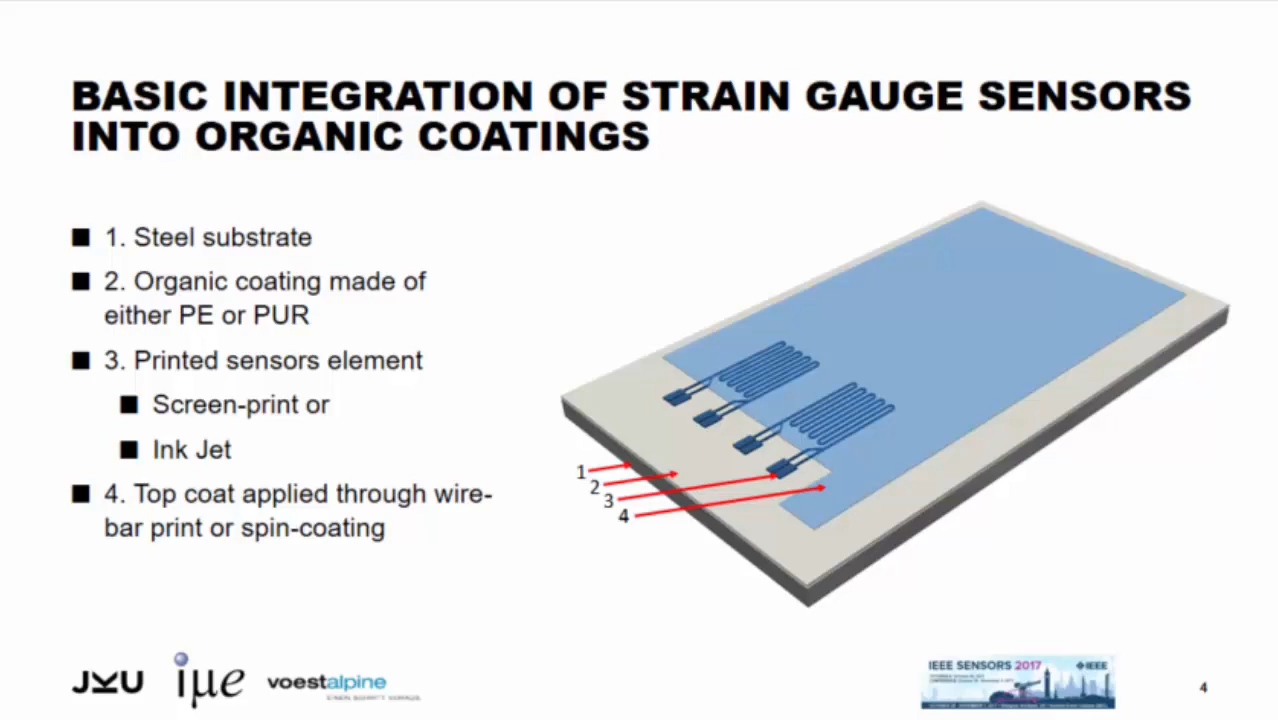 BASIC INTEGRATION OF STRAIN GAUGE SENSORS
INTO ORGANIC COATINGS
■ 1. Steel substrate
■ 2. Organic coating made of
either PE or PUR
■ 3. Printed sensors element
■ Screen-print or
■ Ink Jet
■ 4. Top coat applied through wire-
bar print or spin-coating
1
2
3
4
JKU
iμe
voestalpine
IEEE SENSORS 2017
IEEE
4